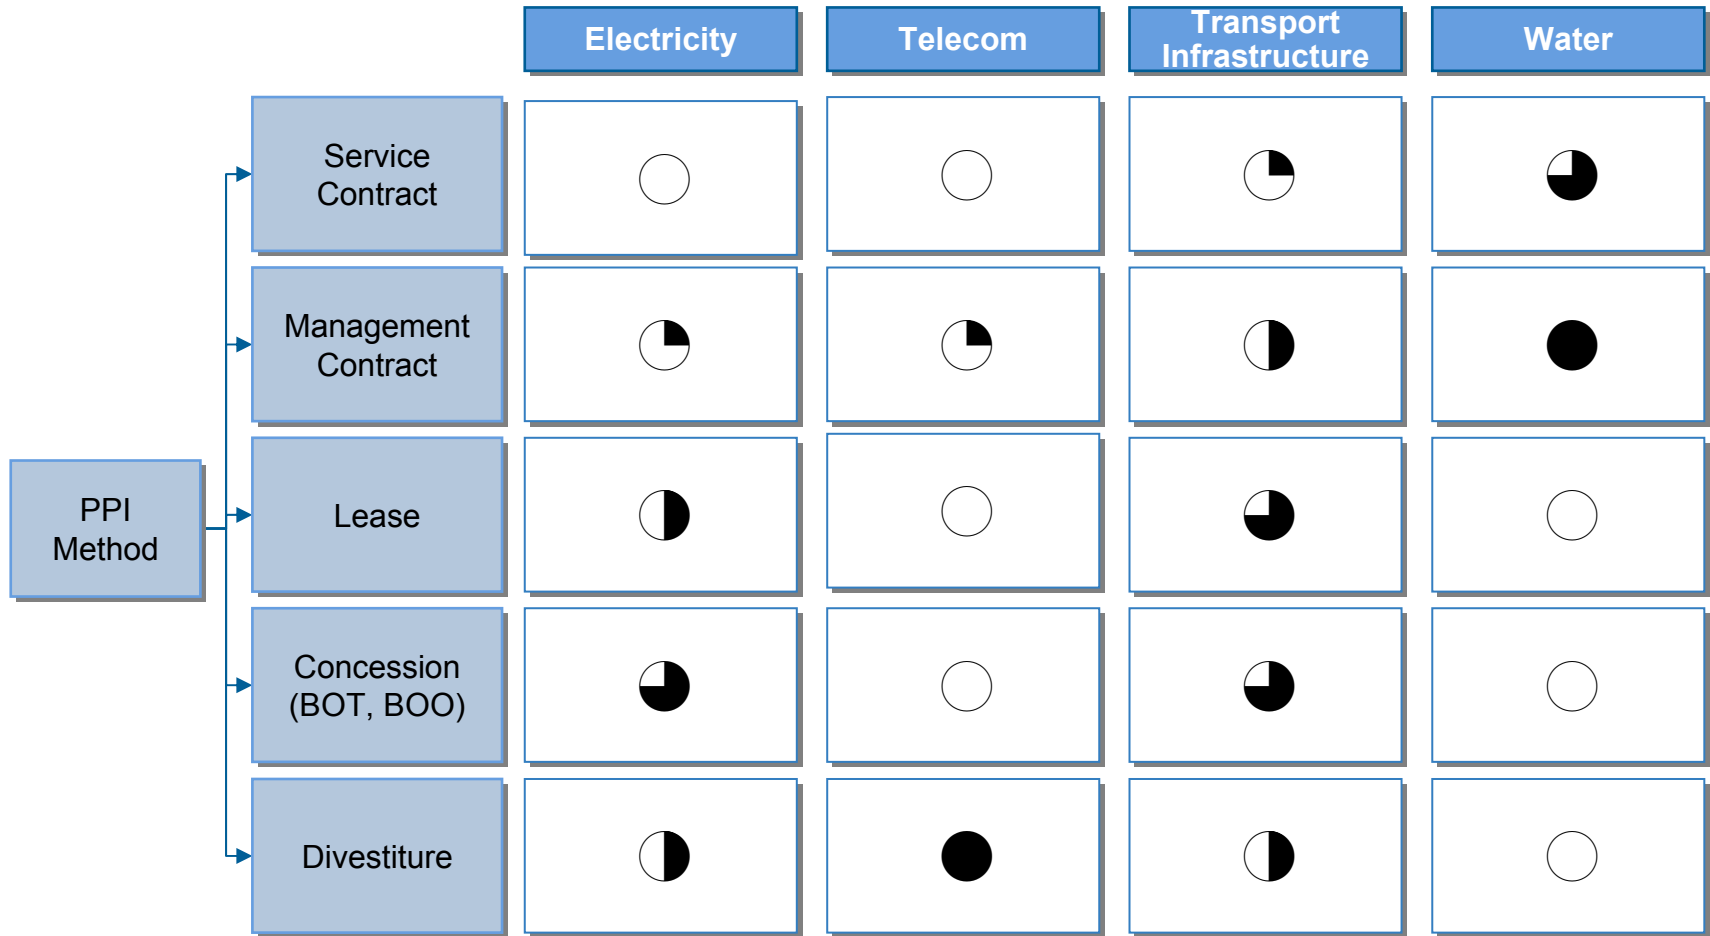 Electricity
Telecom
Transport
Infrastructure
Water
Service
Contract
Management
Contract
PPI
Method
Lease
Concession
(BOT, BOO)
Divestiture